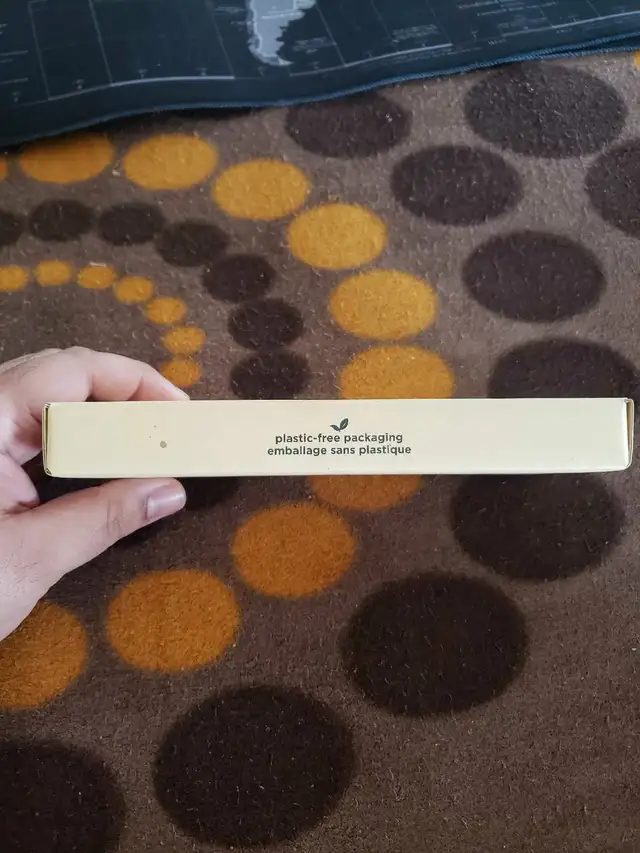 plastic-free packaging
emballage sans plastique